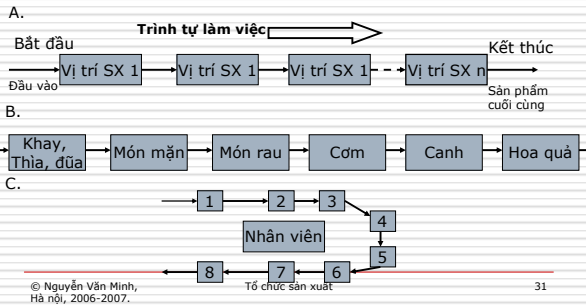 A.
Trình tự làm việc
Bắt đầu
Kết thúc
Vị trí SX 1
Vị trí SX 1
Vị trí SX 1
Vị trí SX n
Đầu vào
Sản phẩm
cuối cùng
B.
Khay,
Thìa, đũa
Món mặn
Món rau
Cơm
Canh
Hoa quả
C.
1
2
3
4
Nhân viên
5
8
7
6
© Nguyễn Văn Minh,
Hà nội, 2006-2007.
Tổ chức sản xuất
31